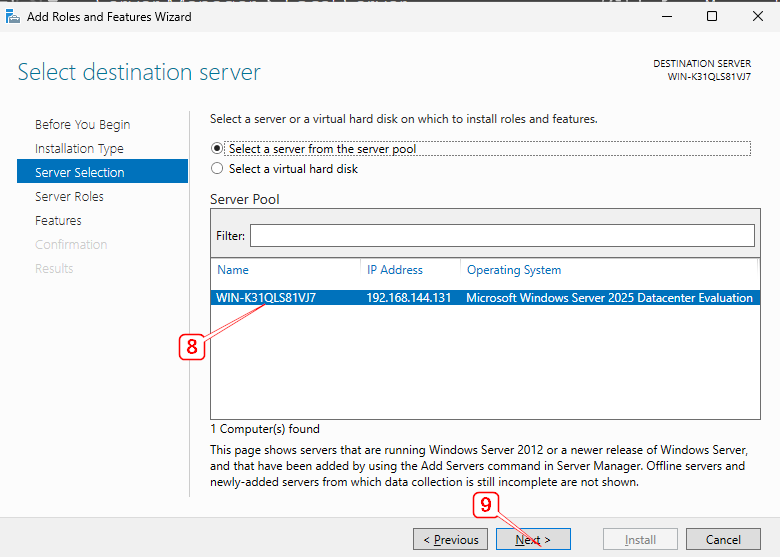 Add Roles and Features Wizard
Select destination server
DESTINATION SERVER
WIN-K31QLS81VJ7
Before You Begin
Installation Type
Server Selection
Server Roles
Features
Confirmation
Results
Select a server or a virtual hard disk on which to install roles and features.
Select a server from the server pool
Select a virtual hard disk
Server Pool
Filter:
Name IP Address Operating System
WIN-K31QLS81VJ7 192.168.144.131 Microsoft Windows Server 2025 Datacenter Evaluation
8
1 Computer(s) found
This page shows servers that are running Windows Server 2012 or a newer release of Windows Server,
and that have been added by using the Add Servers command in Server Manager. Offline servers and
newly-added servers from which data collection is still incomplete are not shown.
9
< Previous Next > Install Cancel